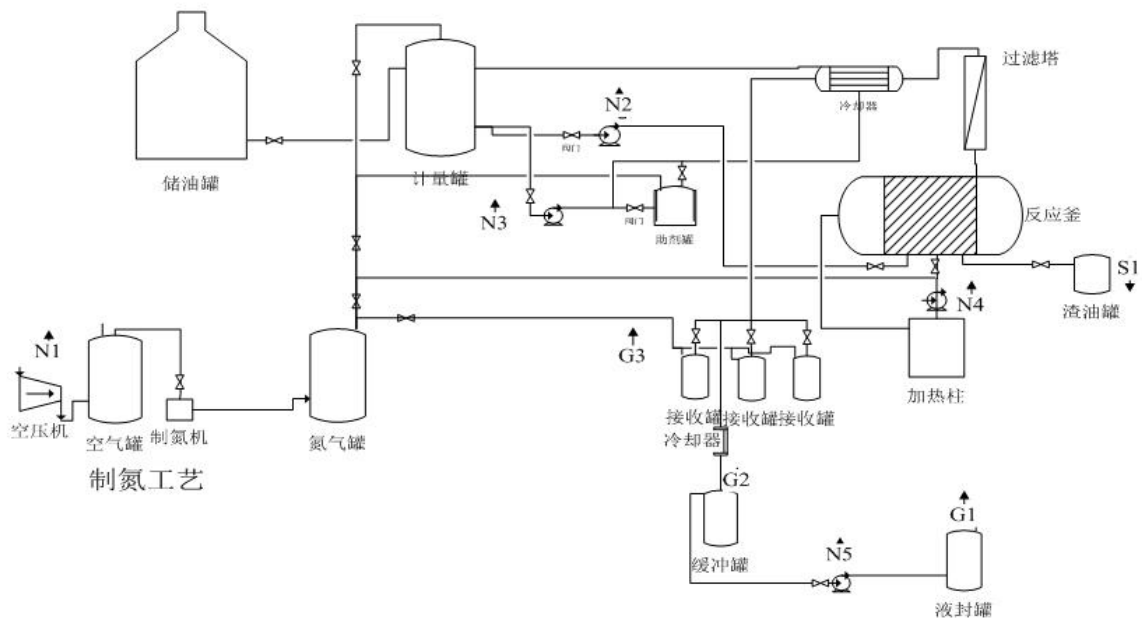 过滤塔
冷却器
N2
阀门
储油罐
计量罐
N3
阀门
助剂罐
反应釜
S1
渣油罐
N4
加热柱
N1
G3
空压机
空气罐
制氮机
氮气罐
接收罐
接收罐
接收罐
冷却器
制氮工艺
G2
缓冲罐
N5
G1
液封罐